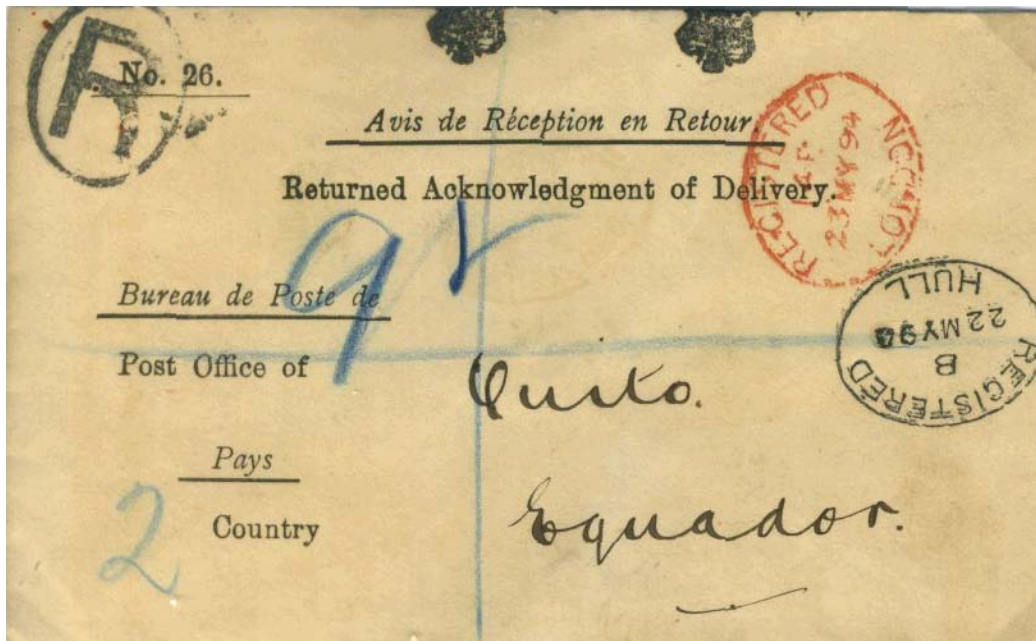 R
No. 26.
Avis de Réception en Retour
Returned Acknowledgment of Delivery.
REGISTERED
23 MY 94
LONDON
Bureau de Poste de
Post Office of
Quito.
REGISTERED
B
22 MY 94
HULL
Pays
Country
Equador.
2